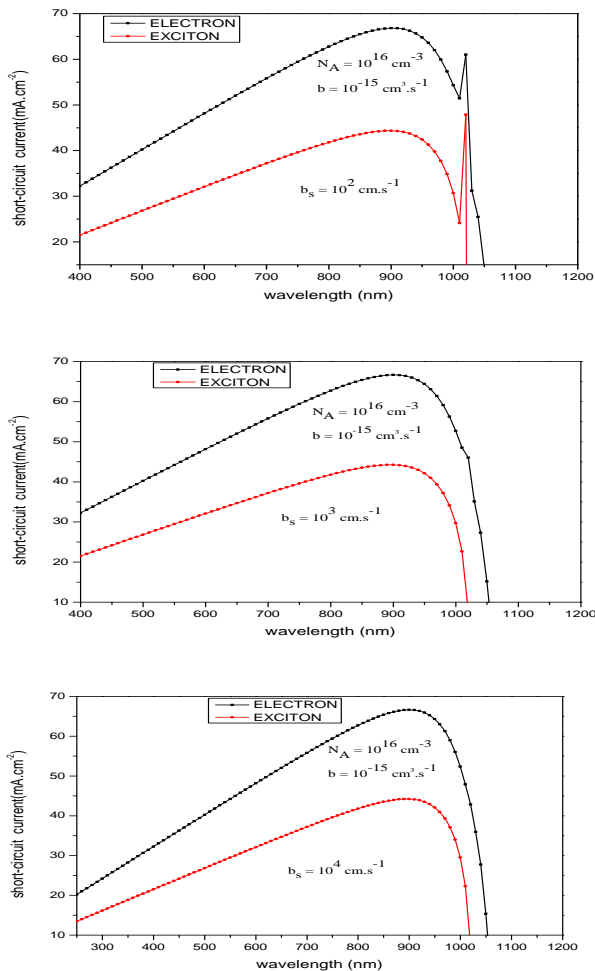 ELECTRON
EXCITON
short-circuit current(mA.cm-2)
70
60
50
40
30
20
N_A = 10^16 cm^-3
b = 10^-15 cm³.s^-1
b_s = 10^2 cm.s^-1
400 500 600 700 800 900 1000 1100 1200
wavelength (nm)
ELECTRON
EXCITON
short-circuit current(mA.cm-2)
70
60
50
40
30
20
10
N_A = 10^16 cm^-3
b = 10^-15 cm³.s^-1
b_s = 10^3 cm.s^-1
400 500 600 700 800 900 1000 1100 1200
wavelength (nm)
ELECTRON
EXCITON
short-circuit current(mA.cm-2)
70
60
50
40
30
20
10
N_A = 10^16 cm^-3
b = 10^-15 cm³.s^-1
b_s = 10^4 cm.s^-1
300 400 500 600 700 800 900 1000 1100 1200
wavelength (nm)